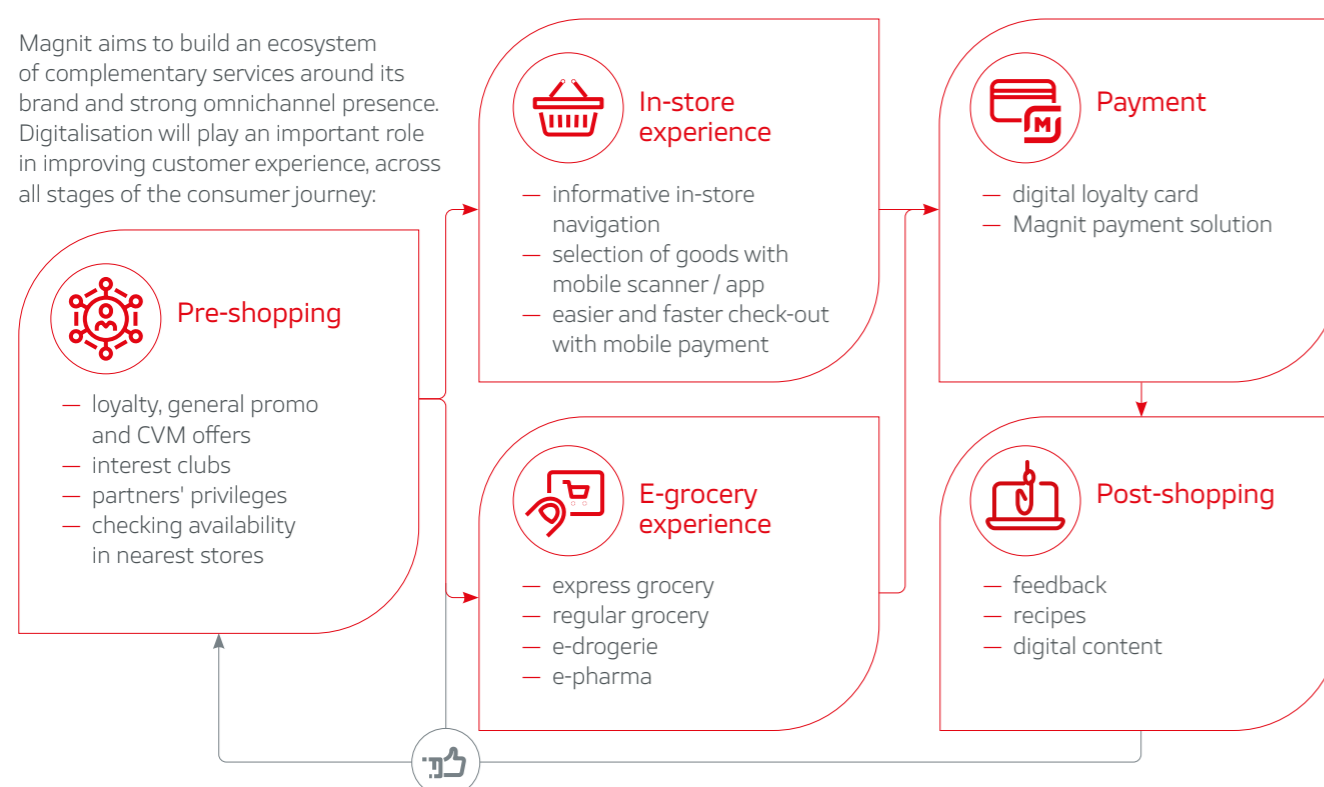 Magnit aims to build an ecosystem
of complementary services around its
brand and strong omnichannel presence.
Digitalisation will play an important role
in improving customer experience, across
all stages of the consumer journey:
Pre-shopping
— loyalty, general promo
and CVM offers
— interest clubs
— partners' privileges
— checking availability
in nearest stores
In-store
experience
— informative in-store
navigation
— selection of goods with
mobile scanner / app
— easier and faster check-out
with mobile payment
E-grocery
experience
— express grocery
— regular grocery
— e-drogerie
— e-pharma
M
Payment
— digital loyalty card
— Magnit payment solution
Post-shopping
— feedback
— recipes
— digital content